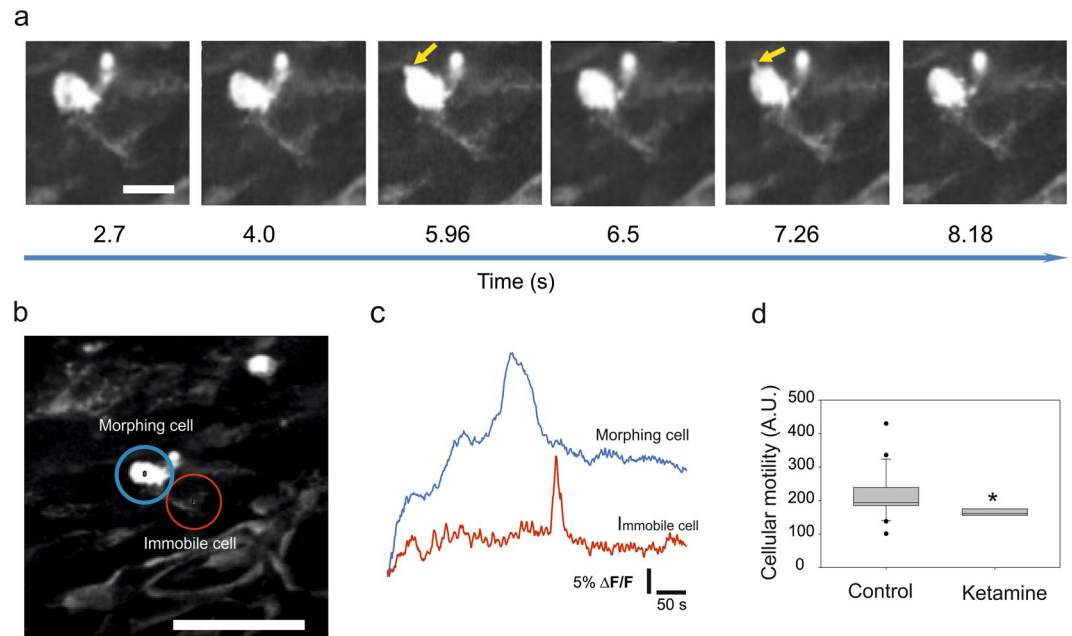 a
2.7 4.0 5.96 6.5 7.26 8.18
Time (s)
b
Morphing cell
Immobile cell
c
Morphing cell
Immobile cell
5% ΔF/F
50 s
d
Cellular motility (A.U.)
500
400
300
200
100
0
*
Control Ketamine